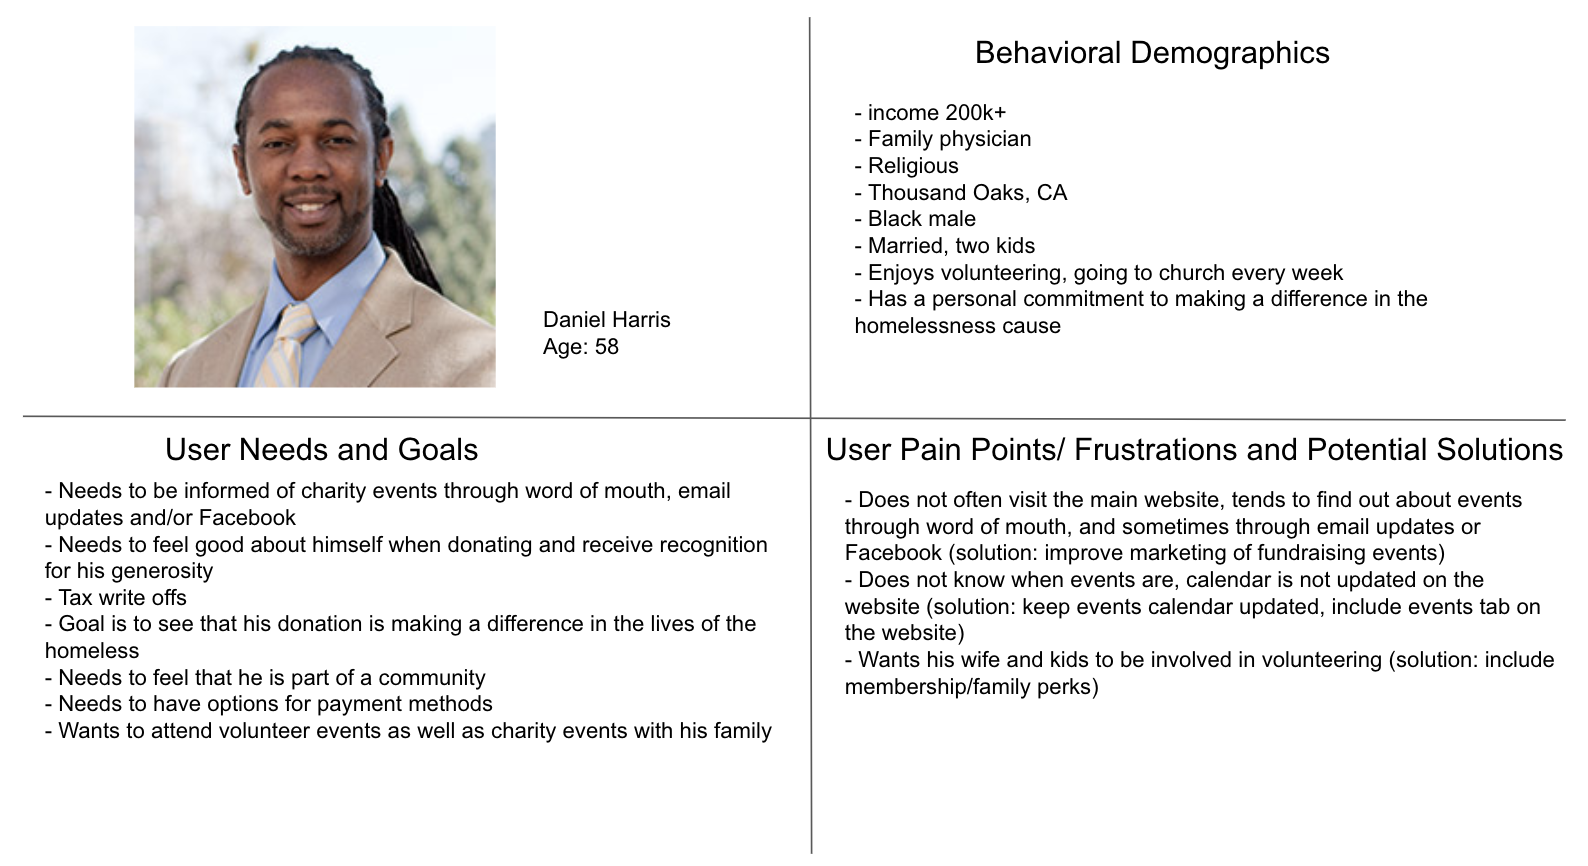 Daniel Harris
Age: 58
Behavioral Demographics
- income 200k+
- Family physician
- Religious
- Thousand Oaks, CA
- Black male
- Married, two kids
- Enjoys volunteering, going to church every week
- Has a personal commitment to making a difference in the
homelessness cause
User Needs and Goals
- Needs to be informed of charity events through word of mouth, email
updates and/or Facebook
- Needs to feel good about himself when donating and receive recognition
for his generosity
- Tax write offs
- Goal is to see that his donation is making a difference in the lives of the
homeless
- Needs to feel that he is part of a community
- Needs to have options for payment methods
- Wants to attend volunteer events as well as charity events with his family
User Pain Points/ Frustrations and Potential Solutions
- Does not often visit the main website, tends to find out about events
through word of mouth, and sometimes through email updates or
Facebook (solution: improve marketing of fundraising events)
- Does not know when events are, calendar is not updated on the
website (solution: keep events calendar updated, include events tab on
the website)
- Wants his wife and kids to be involved in volunteering (solution: include
membership/family perks)